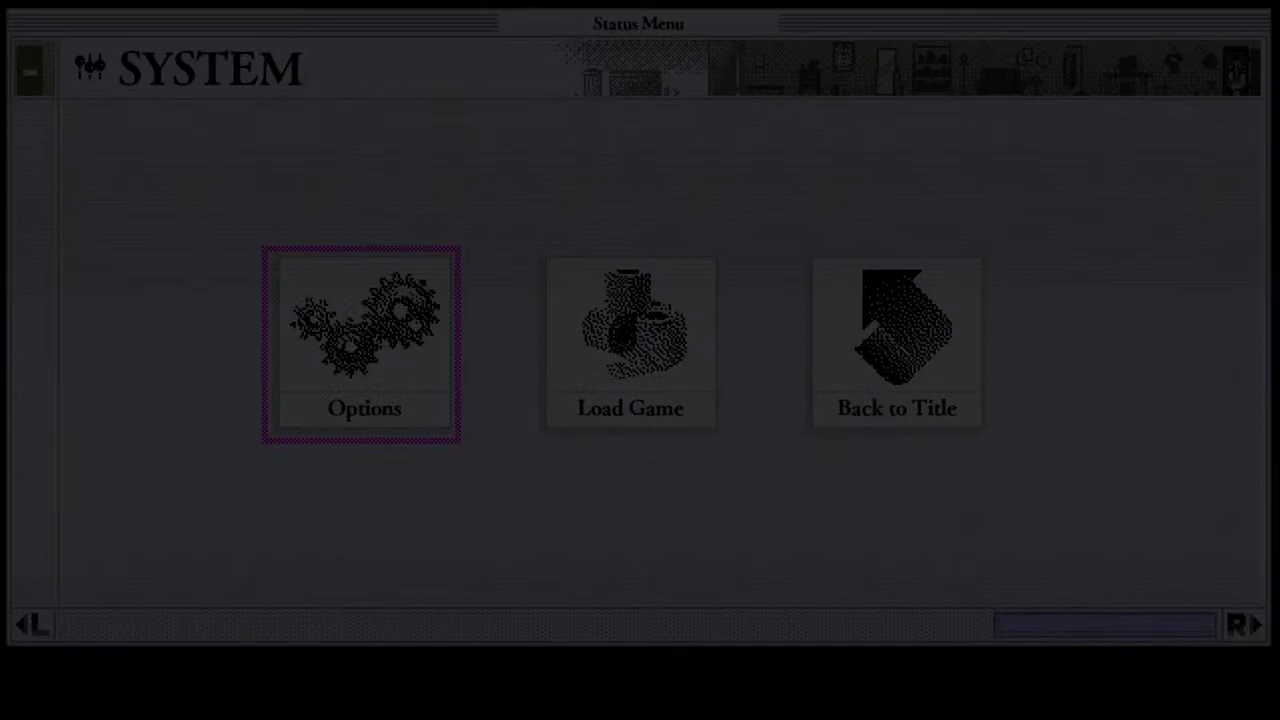 Status Menu
SYSTEM
Options
Load Game
Back to Title
L
R